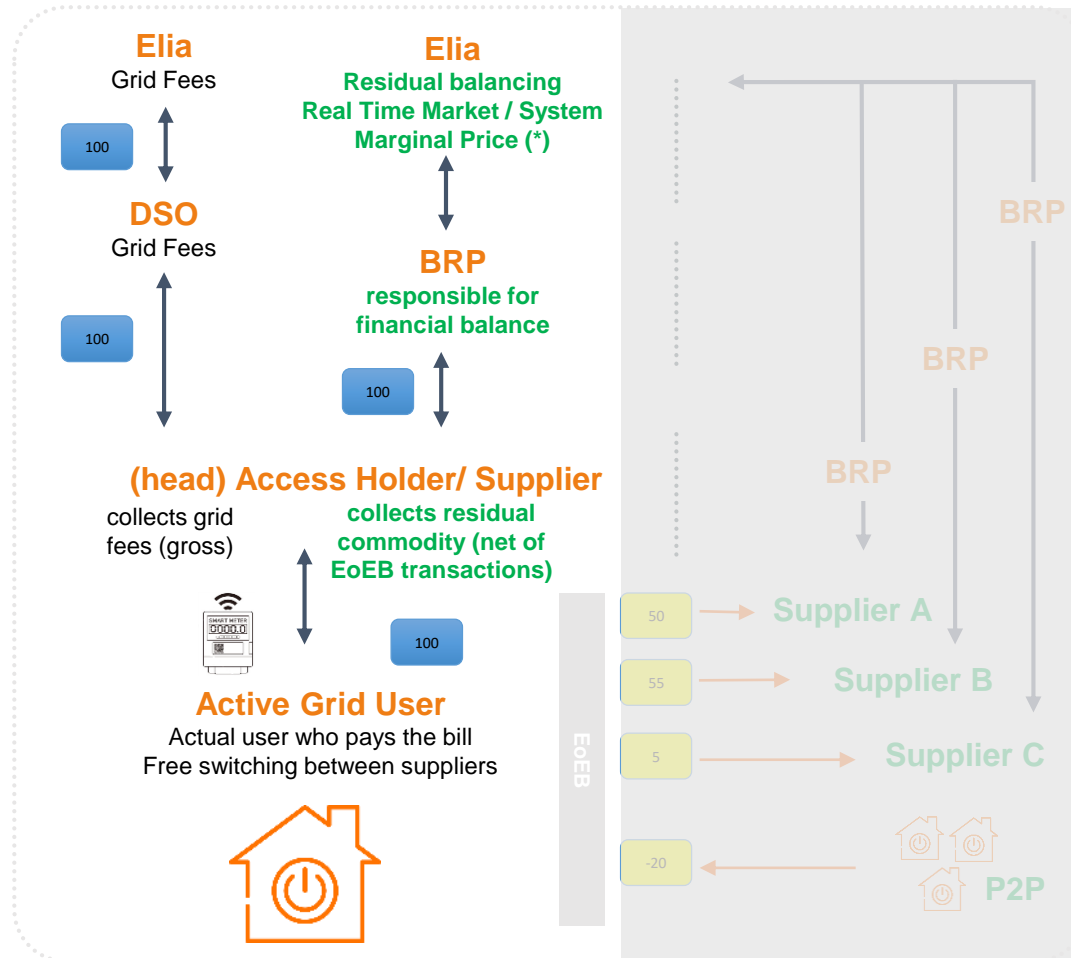 Elia
Grid Fees
100
DSO
Grid Fees
100
Elia
Residual balancing
Real Time Market / System
Marginal Price (*)
BRP
responsible for
financial balance
100
(head) Access Holder/ Supplier
collects grid
fees (gross)
collects residual
commodity (net of
EoEB transactions)
SMART METER
0000.0
100
Active Grid User
Actual user who pays the bill
Free switching between suppliers
EoEB
BRP
BRP
BRP
50
Supplier A
55
Supplier B
5
Supplier C
-20
P2P